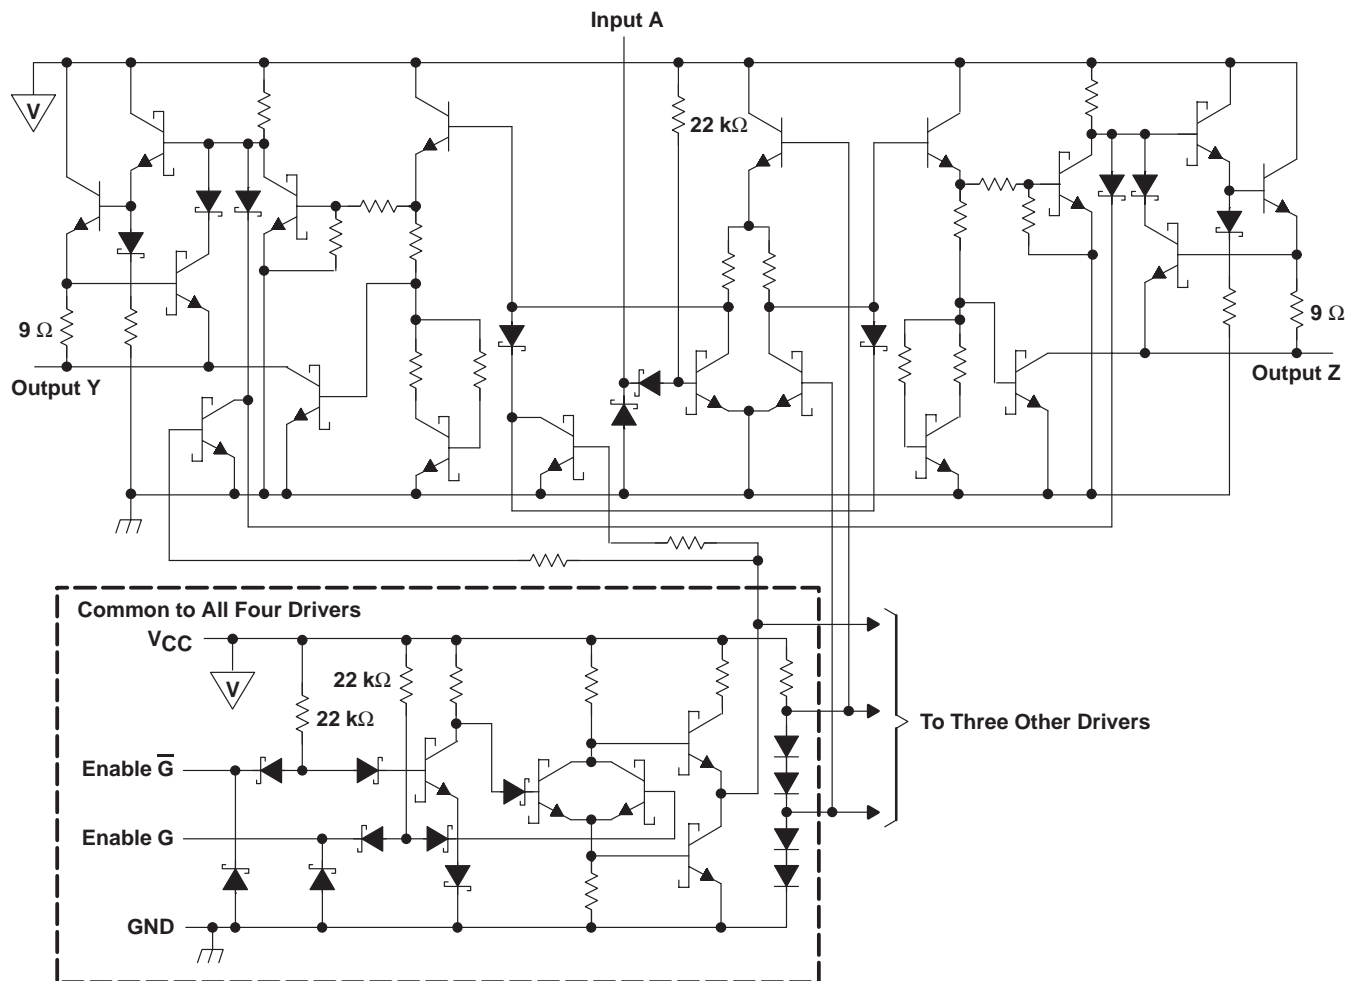 Input A
V
22 kΩ
9 Ω
9 Ω
Output Y
Output Z
Common to All Four Drivers
VCC
V
22 kΩ
22 kΩ
To Three Other Drivers
Enable G̅
Enable G
GND